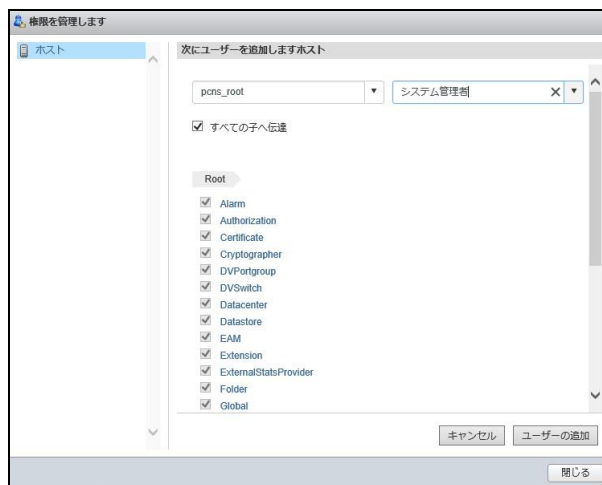 権限を管理します
ホスト
次にユーザーを追加しますホスト
pcns_root
システム管理者
すべての子へ伝達
Root
Alarm
Authorization
Certificate
Cryptographer
DVPortgroup
DVSwitch
Datacenter
Datastore
EAM
Extension
ExternalStatsProvider
Folder
Global
キャンセル
ユーザーの追加
閉じる